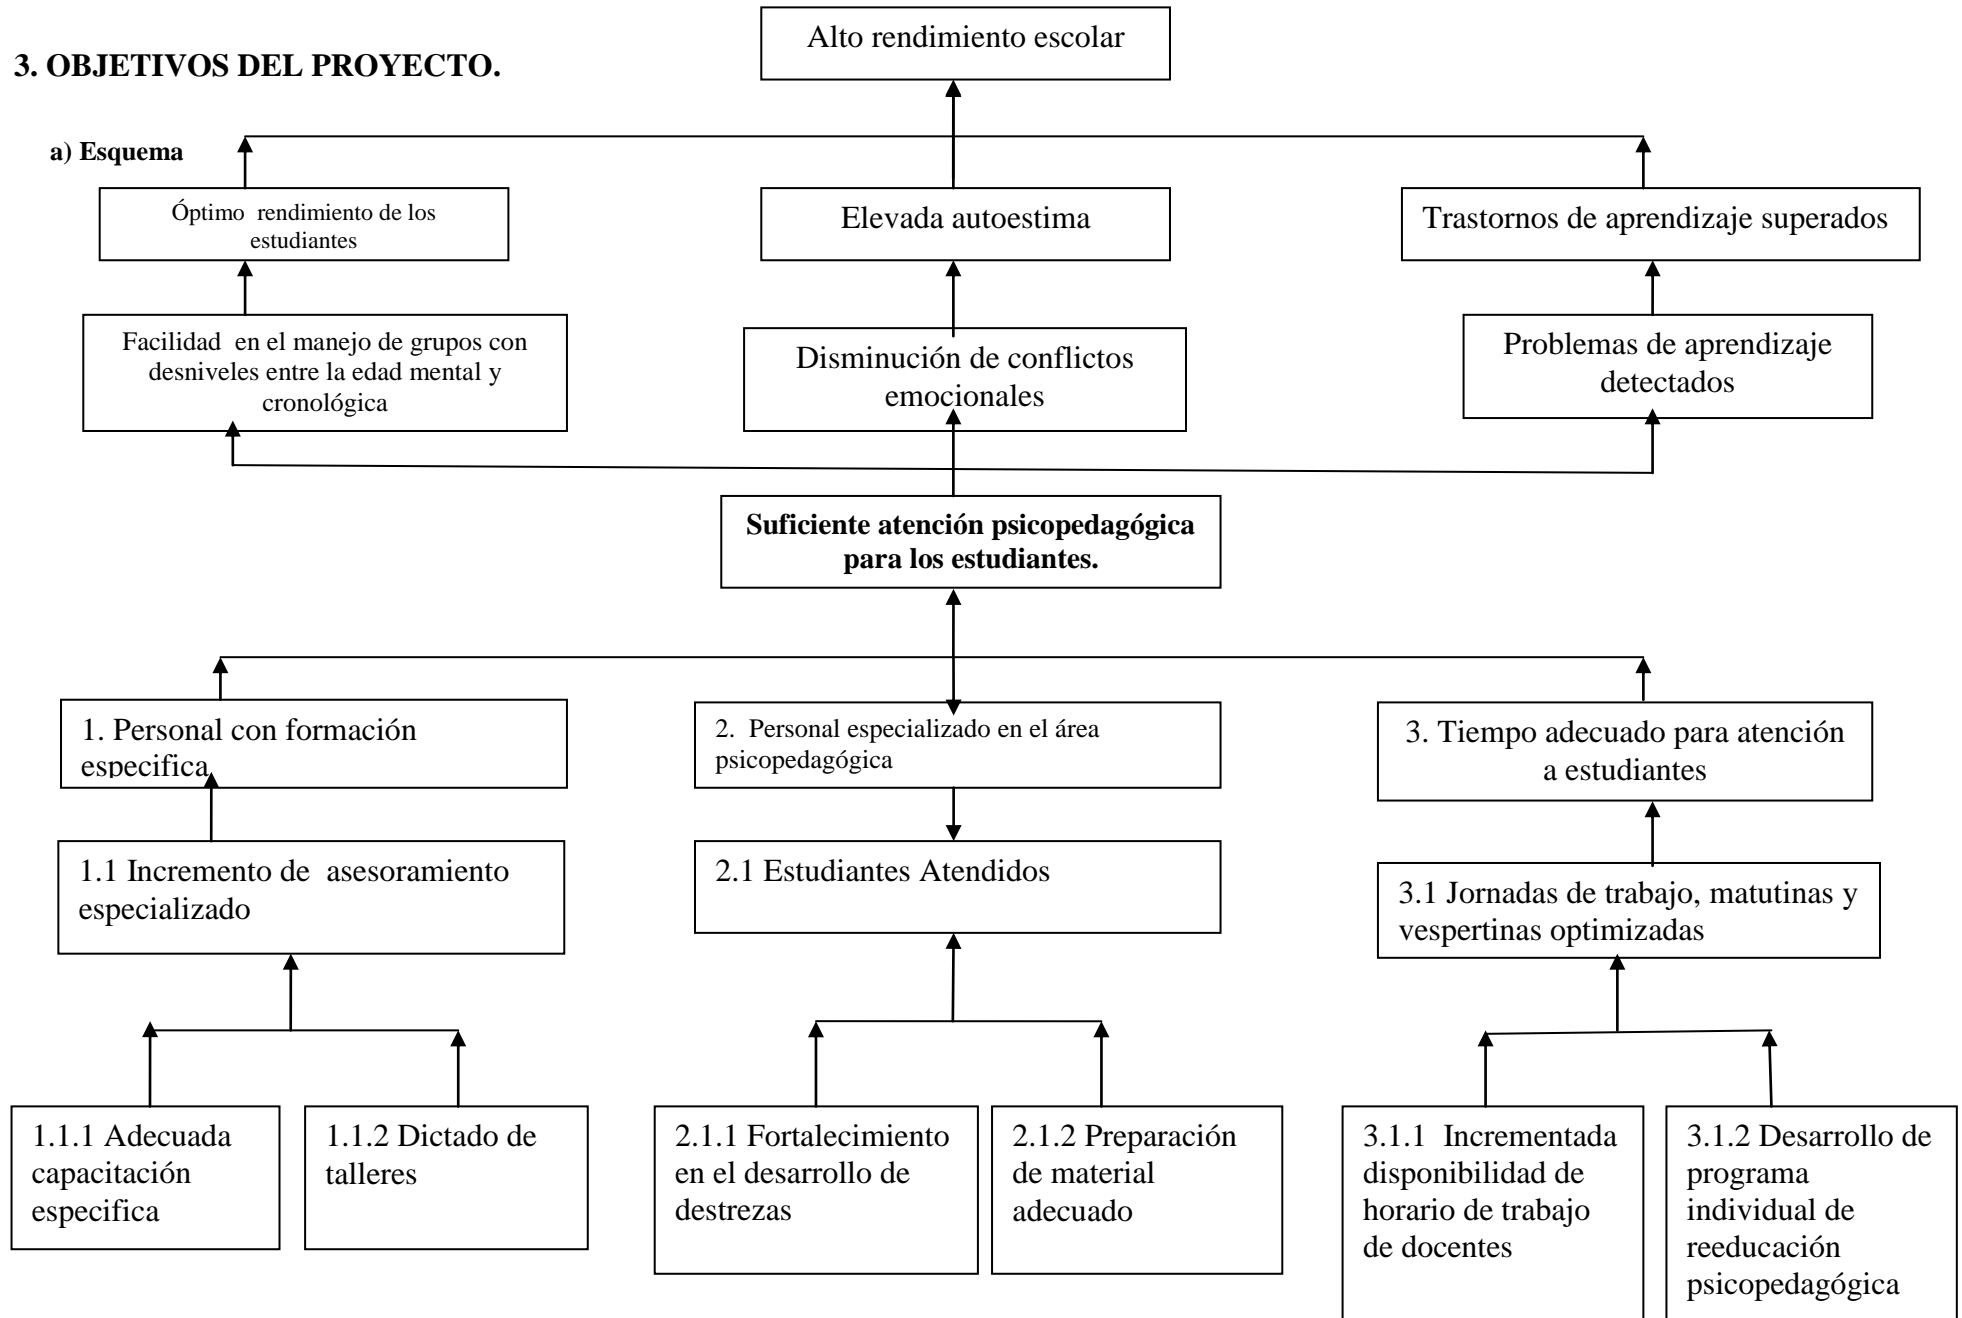 Alto rendimiento escolar
3. OBJETIVOS DEL PROYECTO.
a) Esquema
Óptimo rendimiento de los
estudiantes
Elevada autoestima
Trastornos de aprendizaje superados
Facilidad en el manejo de grupos con
desniveles entre la edad mental y
cronológica
Disminución de conflictos
emocionales
Problemas de aprendizaje
detectados
Suficiente atención psicopedagógica
para los estudiantes.
1. Personal con formación
especifica
2. Personal especializado en el área
psicopedagógica
3. Tiempo adecuado para atención
a estudiantes
1.1 Incremento de asesoramiento
especializado
2.1 Estudiantes Atendidos
3.1 Jornadas de trabajo, matutinas y
vespertinas optimizadas
1.1.1 Adecuada
capacitación
especifica
1.1.2 Dictado de
talleres
2.1.1 Fortalecimiento
en el desarrollo de
destrezas
2.1.2 Preparación
de material
adecuado
3.1.1 Incrementada
disponibilidad de
horario de trabajo
de docentes
3.1.2 Desarrollo de
programa
individual de
reeducación
psicopedagógica